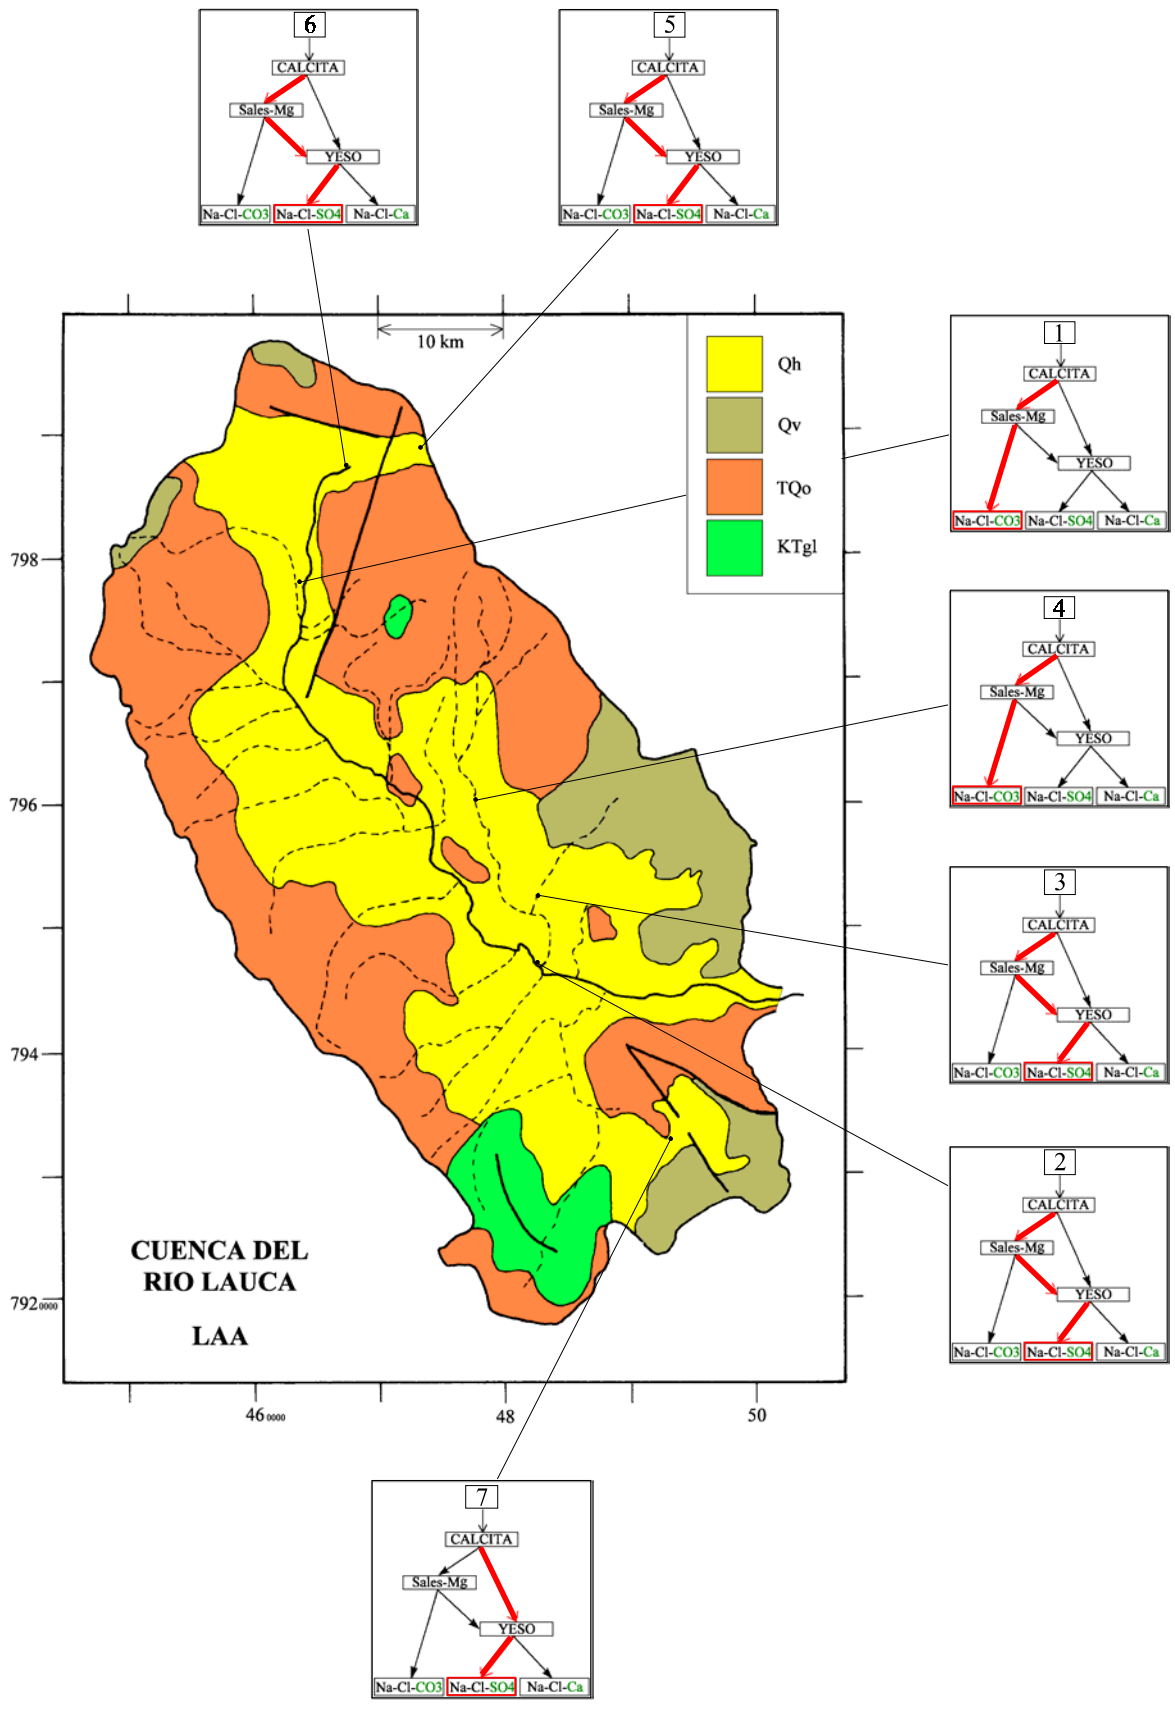 6
CALCITA
Sales-Mg
YESO
Na-Cl-CO3 Na-Cl-SO4 Na-Cl-Ca
5
CALCITA
Sales-Mg
YESO
Na-Cl-CO3 Na-Cl-SO4 Na-Cl-Ca
10 km
Qh
Qv
TQo
KTgl
798
796
794
792 0000
CUENCA DEL
RIO LAUCA
LAA
46 0000
48
50
1
CALCITA
Sales-Mg
YESO
Na-Cl-CO3 Na-Cl-SO4 Na-Cl-Ca
4
CALCITA
Sales-Mg
YESO
Na-Cl-CO3 Na-Cl-SO4 Na-Cl-Ca
3
CALCITA
Sales-Mg
YESO
Na-Cl-CO3 Na-Cl-SO4 Na-Cl-Ca
2
CALCITA
Sales-Mg
YESO
Na-Cl-CO3 Na-Cl-SO4 Na-Cl-Ca
7
CALCITA
Sales-Mg
YESO
Na-Cl-CO3 Na-Cl-SO4 Na-Cl-Ca